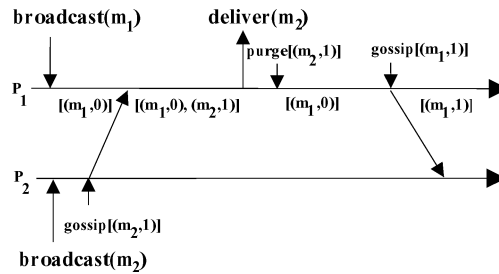 broadcast(m1) deliver(m2)
purge[(m2,1)] gossip[(m1,1)]
P1
[(m1,0)] [(m1,0), (m2,1)] [(m1,0)] [(m1,1)]
P2
gossip[(m2,1)]
broadcast(m2)